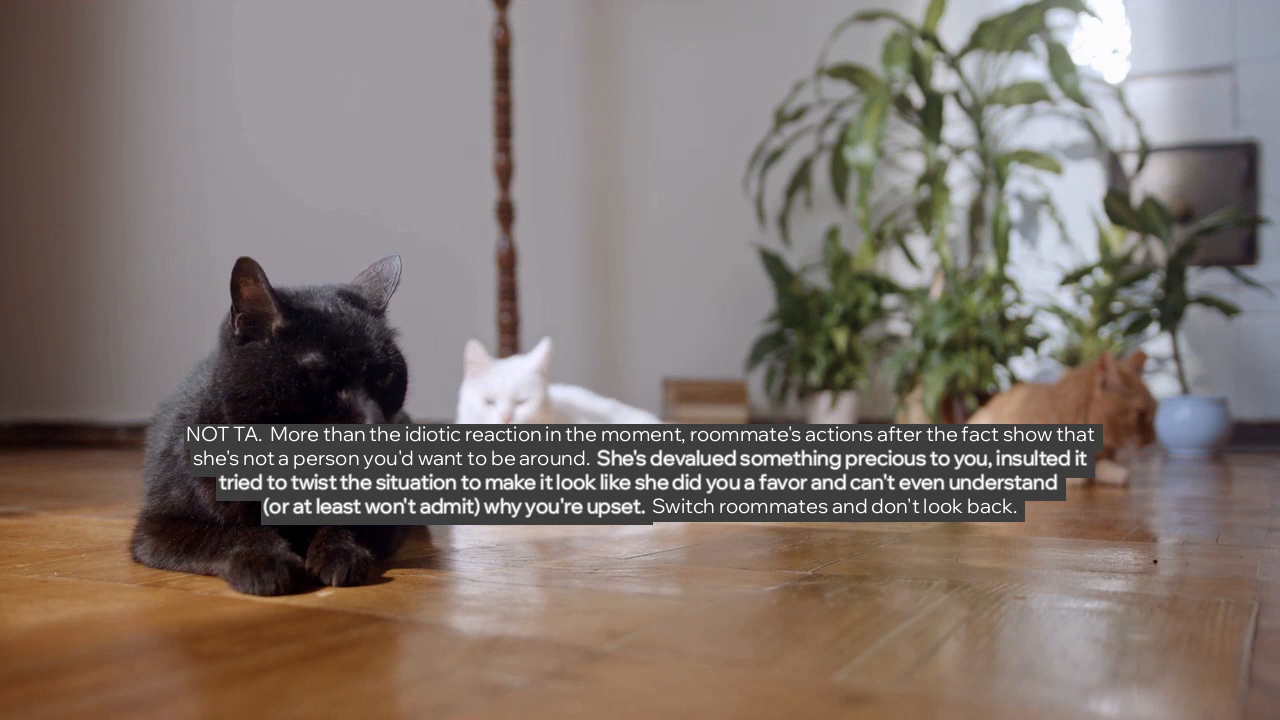 NOT TA.  More than the idiotic reaction in the moment, roommate's actions after the fact show that
she's not a person you'd want to be around.  She's devalued something precious to you, insulted it
tried to twist the situation to make it look like she did you a favor and can't even understand
(or at least won't admit) why you're upset.  Switch roommates and don't look back.